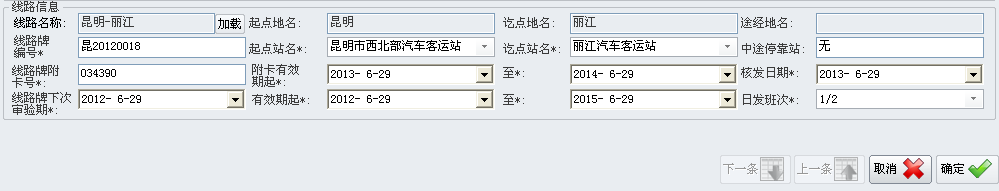 线路信息
线路名称: 昆明-丽江 加载 起点地名: 昆明 讫点地名: 丽江 途经地名:
线路牌编号*: 昆20120018 起点站名*: 昆明市西北部汽车客运站 讫点站名*: 丽江汽车客运站 中途停靠站: 无
线路牌附卡号*: 034390 附卡有效期起*: 2013- 6-29 至*: 2014- 6-29 核发日期*: 2013- 6-29
线路牌下次审验期*: 2012- 6-29 有效期起*: 2012- 6-29 至*: 2015- 6-29 日发班次*: 1/2
下一条 上一条 取消 确定